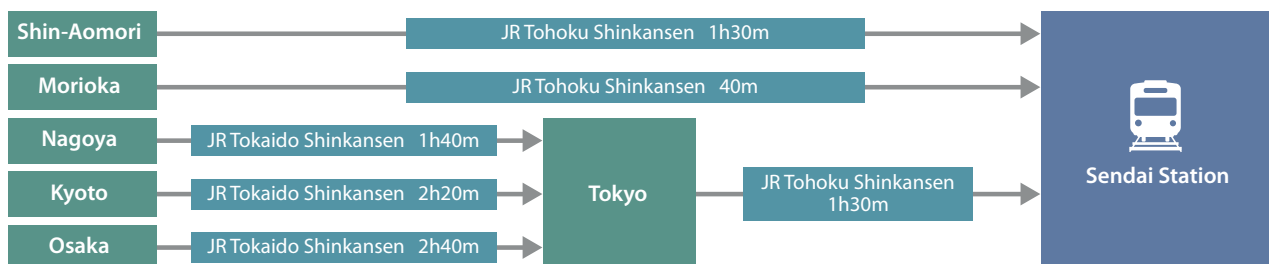 Shin-Aomori
JR Tohoku Shinkansen 1h30m
Morioka
JR Tohoku Shinkansen 40m
Nagoya
JR Tokaido Shinkansen 1h40m
Kyoto
JR Tokaido Shinkansen 2h20m
Osaka
JR Tokaido Shinkansen 2h40m
Tokyo
JR Tohoku Shinkansen
1h30m
Sendai Station